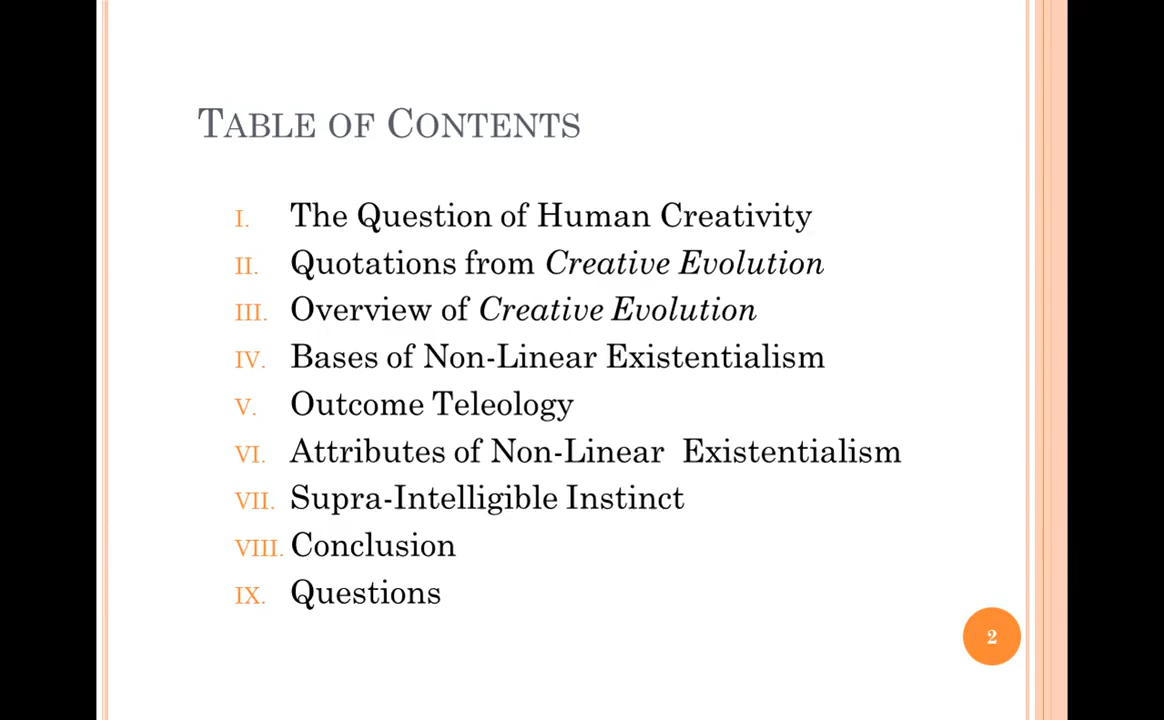 TABLE OF CONTENTS
I. The Question of Human Creativity
II. Quotations from Creative Evolution
III. Overview of Creative Evolution
IV. Bases of Non-Linear Existentialism
V. Outcome Teleology
VI. Attributes of Non-Linear Existentialism
VII. Supra-Intelligible Instinct
VIII. Conclusion
IX. Questions
2